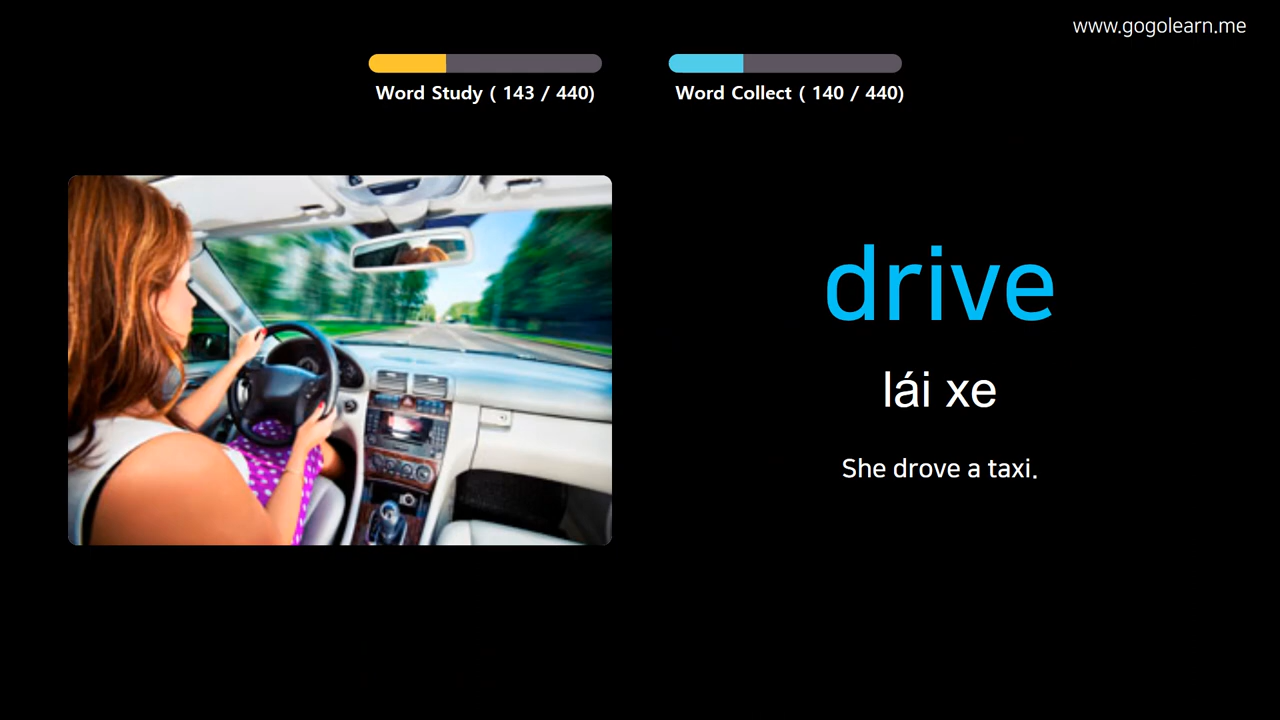 www.gogolearn.me
Word Study ( 143 / 440)
Word Collect ( 140 / 440)
drive
lái xe
She drove a taxi.